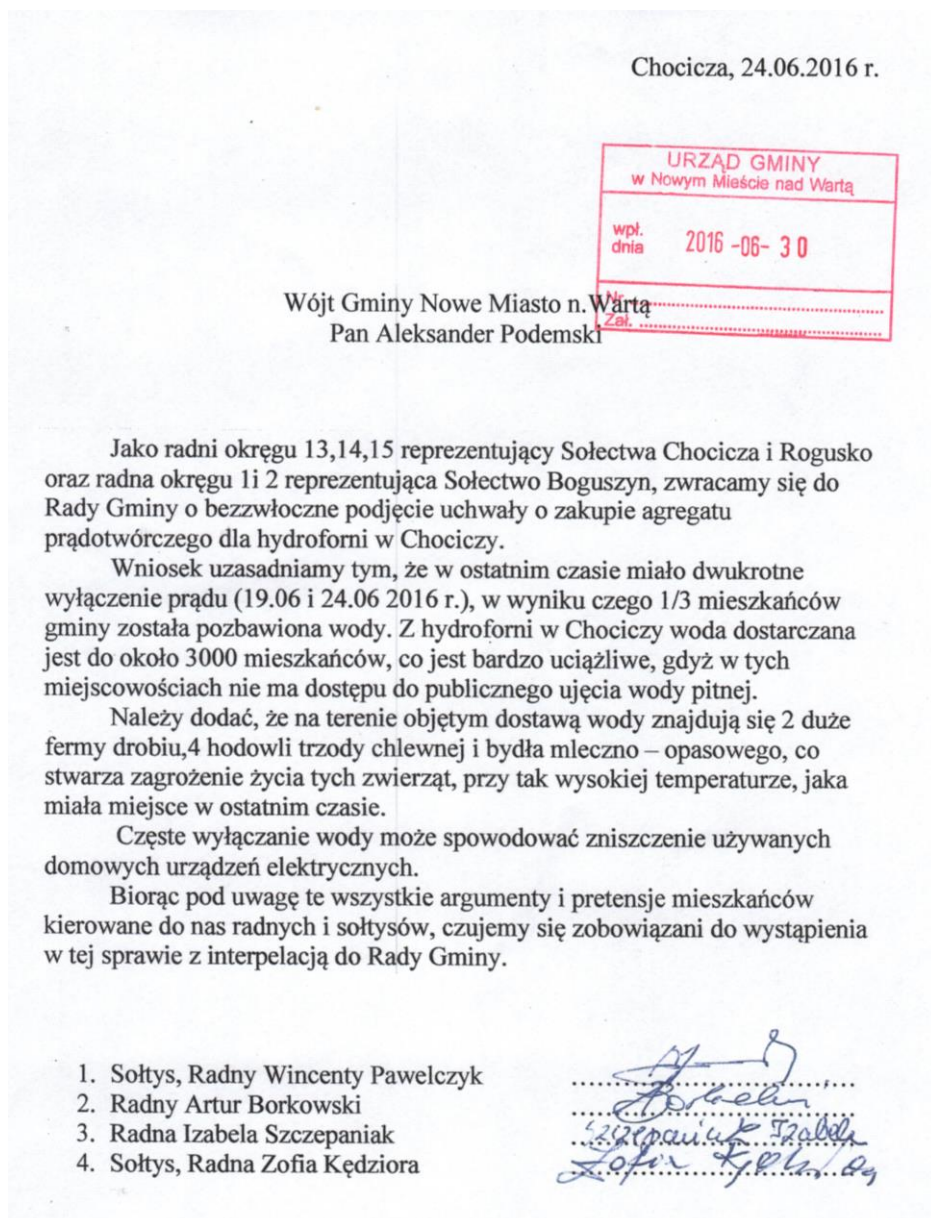 Chocicza, 24.06.2016 r.
URZĄD GMINY
w Nowym Mieście nad Wartą
wpł.
dnia 2016 -06- 30
Nr
Zał.
Wójt Gminy Nowe Miasto n.Wartą
Pan Aleksander Podemski
Jako radni okręgu 13,14,15 reprezentujący Sołectwa Chocicza i Rogusko
oraz radna okręgu 1i 2 reprezentująca Sołectwo Boguszyn, zwracamy się do
Rady Gminy o bezzwłoczne podjęcie uchwały o zakupie agregatu
prądotwórczego dla hydroforni w Chociczy.
Wniosek uzasadniamy tym, że w ostatnim czasie miało dwukrotne
wyłączenie prądu (19.06 i 24.06 2016 r.), w wyniku czego 1/3 mieszkańców
gminy została pozbawiona wody. Z hydroforni w Chociczy woda dostarczana
jest do około 3000 mieszkańców, co jest bardzo uciążliwe, gdyż w tych
miejscowościach nie ma dostępu do publicznego ujęcia wody pitnej.
Należy dodać, że na terenie objętym dostawą wody znajdują się 2 duże
fermy drobiu,4 hodowli trzody chlewnej i bydła mleczno – opasowego, co
stwarza zagrożenie życia tych zwierząt, przy tak wysokiej temperaturze, jaka
miała miejsce w ostatnim czasie.
Częste wyłączanie wody może spowodować zniszczenie używanych
domowych urządzeń elektrycznych.
Biorąc pod uwagę te wszystkie argumenty i pretensje mieszkańców
kierowane do nas radnych i sołtysów, czujemy się zobowiązani do wystąpienia
w tej sprawie z interpelacją do Rady Gminy.
1. Sołtys, Radny Wincenty Pawelczyk
2. Radny Artur Borkowski
3. Radna Izabela Szczepaniak Szczepaniak Izabela
4. Sołtys, Radna Zofia Kędziora Zofia Kędziora